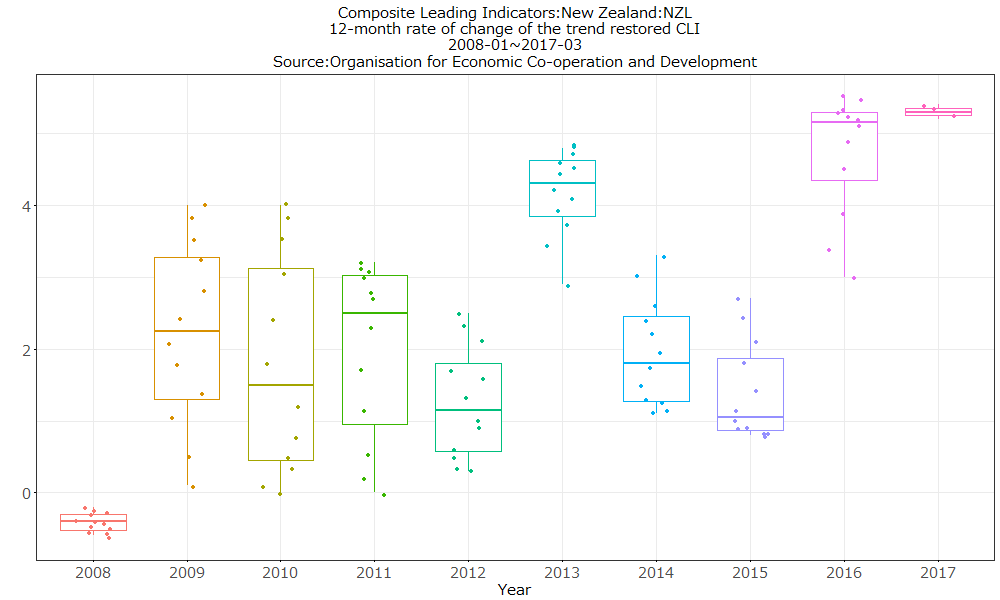 Composite Leading Indicators:New Zealand:NZL
12-month rate of change of the trend restored CLI
2008-01~2017-03
Source:Organisation for Economic Co-operation and Development
4
2
0
2008 2009 2010 2011 2012 2013 2014 2015 2016 2017
Year